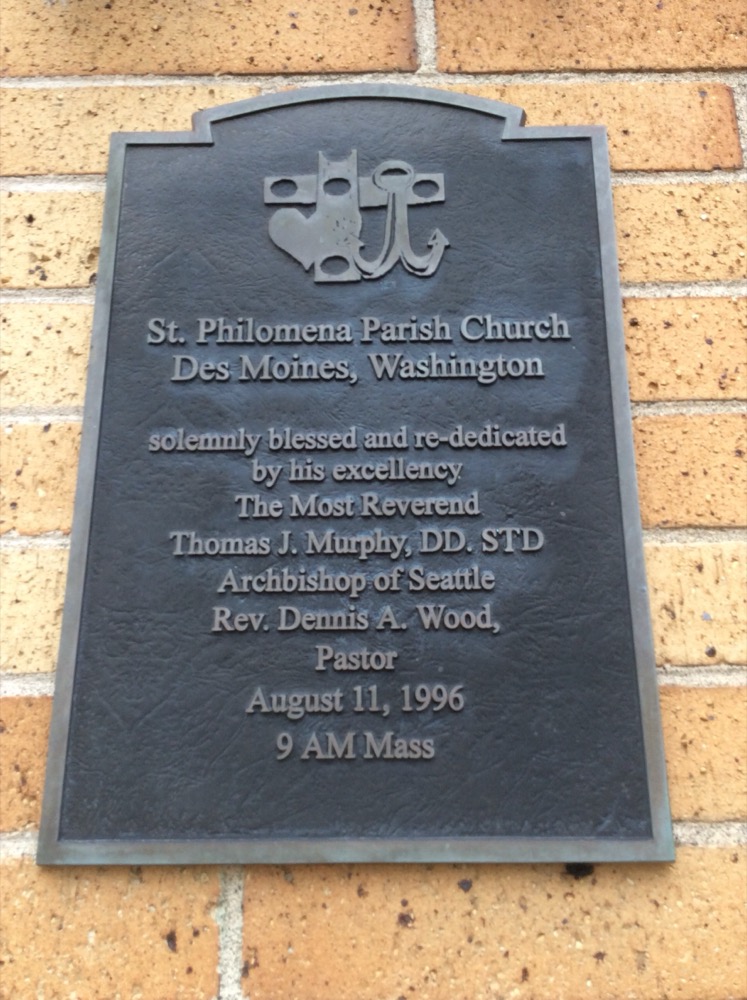 St. Philomena Parish Church
Des Moines, Washington
solemnly blessed and re-dedicated
by his excellency
The Most Reverend
Thomas J. Murphy, DD. STD
Archbishop of Seattle
Rev. Dennis A. Wood,
Pastor
August 11, 1996
9 AM Mass